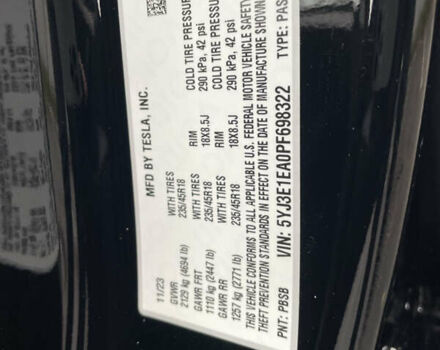 MFD BY TESLA, INC.
11/23
GVWR
2129 kg (4694 lb)
GAWR FRT
1110 kg (2447 lb)
GAWR RR
1257 kg (2771 lb)
WITH TIRES
235/45R18
WITH TIRES
235/45R18
WITH TIRES
235/45R18
RIM
18X8.5J
RIM
18X8.5J
COLD TIRE PRESSURE
290 kPa, 42 psi
COLD TIRE PRESSURE
290 kPa, 42 psi
THIS VEHICLE CONFORMS TO ALL APPLICABLE U.S. FEDERAL MOTOR VEHICLE SAFETY
THEFT PREVENTION STANDARDS IN EFFECT ON THE DATE OF MANUFACTURE SHOWN
VIN: 5YJ3E1EA0PF698322
TYPE: PAS
PNT: PBSB